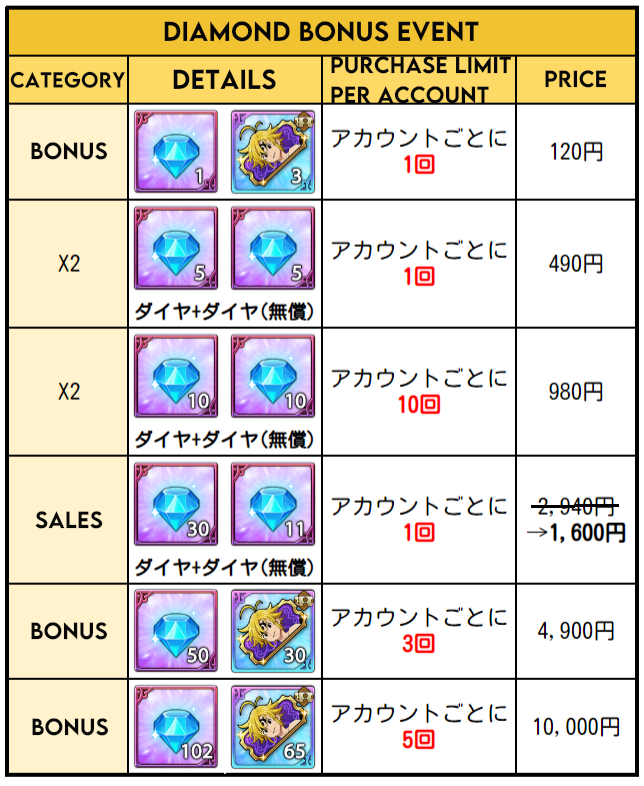 DIAMOND BONUS EVENT
CATEGORY
DETAILS
PURCHASE LIMIT
PER ACCOUNT
PRICE
BONUS
1
3
アカウントごとに
1回
120円
X2
5
5
ダイヤ+ダイヤ(無償)
アカウントごとに
1回
490円
X2
10
10
ダイヤ+ダイヤ(無償)
アカウントごとに
10回
980円
SALES
30
11
ダイヤ+ダイヤ(無償)
アカウントごとに
1回
2,940円
→1,600円
BONUS
50
30
アカウントごとに
3回
4,900円
BONUS
102
65
アカウントごとに
5回
10,000円